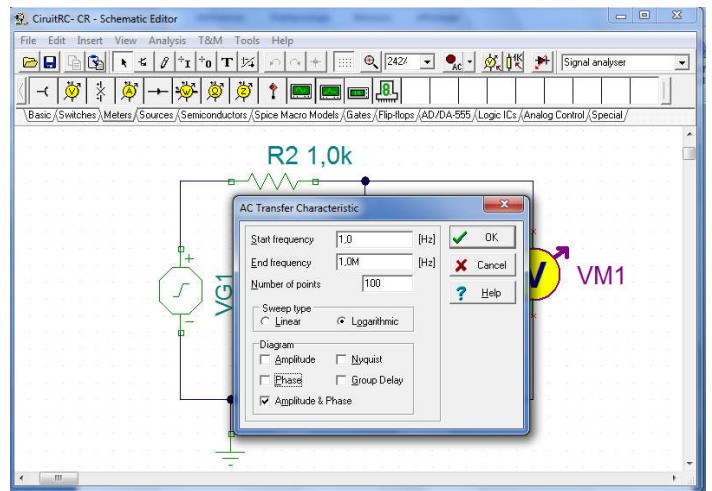 CiruitRC- CR - Schematic Editor
File Edit Insert View Analysis T&M Tools Help
T 242% AC 1K Signal analyser
V A W Ω Z 8
Basic Switches Meters Sources Semiconductors Spice Macro Models Gates Flip-flops AD/DA-555 Logic ICs Analog Control Special
R2 1,0k
AC Transfer Characteristic
Start frequency 1,0 [Hz] OK
End frequency 1,0M [Hz] Cancel
Number of points 100 Help
Sweep type
Linear Logarithmic
Diagram
Amplitude Nyquist
Phase Group Delay
Amplitude & Phase
+
VG1
V VM1